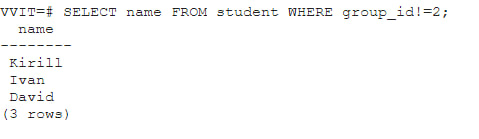 VVIT=# SELECT name FROM student WHERE group_id!=2;
name
--------
Kirill
Ivan
David
(3 rows)